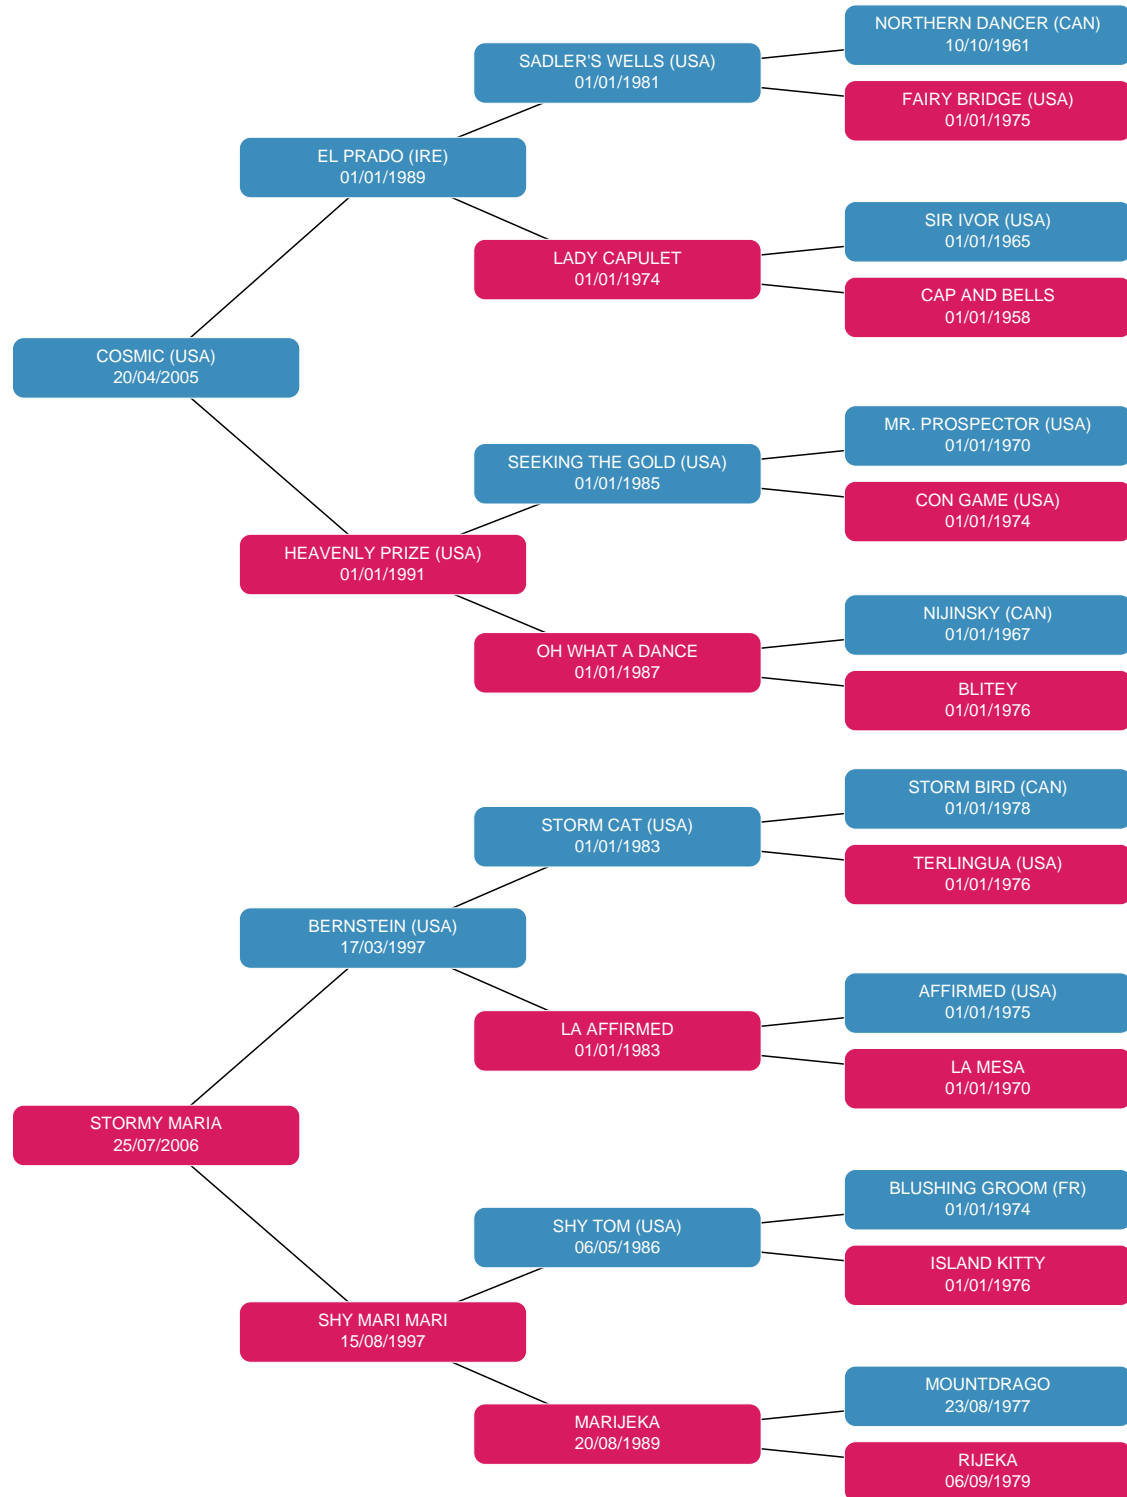 NORTHERN DANCER (CAN)
10/10/1961
SADLER'S WELLS (USA)
01/01/1981
FAIRY BRIDGE (USA)
01/01/1975
EL PRADO (IRE)
01/01/1989
SIR IVOR (USA)
01/01/1965
LADY CAPULET
01/01/1974
CAP AND BELLS
01/01/1958
COSMIC (USA)
20/04/2005
MR. PROSPECTOR (USA)
01/01/1970
SEEKING THE GOLD (USA)
01/01/1985
CON GAME (USA)
01/01/1974
HEAVENLY PRIZE (USA)
01/01/1991
NIJINSKY (CAN)
01/01/1967
OH WHAT A DANCE
01/01/1987
BLITEY
01/01/1976
STORM BIRD (CAN)
01/01/1978
STORM CAT (USA)
01/01/1983
TERLINGUA (USA)
01/01/1976
BERNSTEIN (USA)
17/03/1997
AFFIRMED (USA)
01/01/1975
LA AFFIRMED
01/01/1983
LA MESA
01/01/1970
STORMY MARIA
25/07/2006
BLUSHING GROOM (FR)
01/01/1974
SHY TOM (USA)
06/05/1986
ISLAND KITTY
01/01/1976
SHY MARI MARI
15/08/1997
MOUNTDRAGO
23/08/1977
MARIJEKA
20/08/1989
RIJEKA
06/09/1979